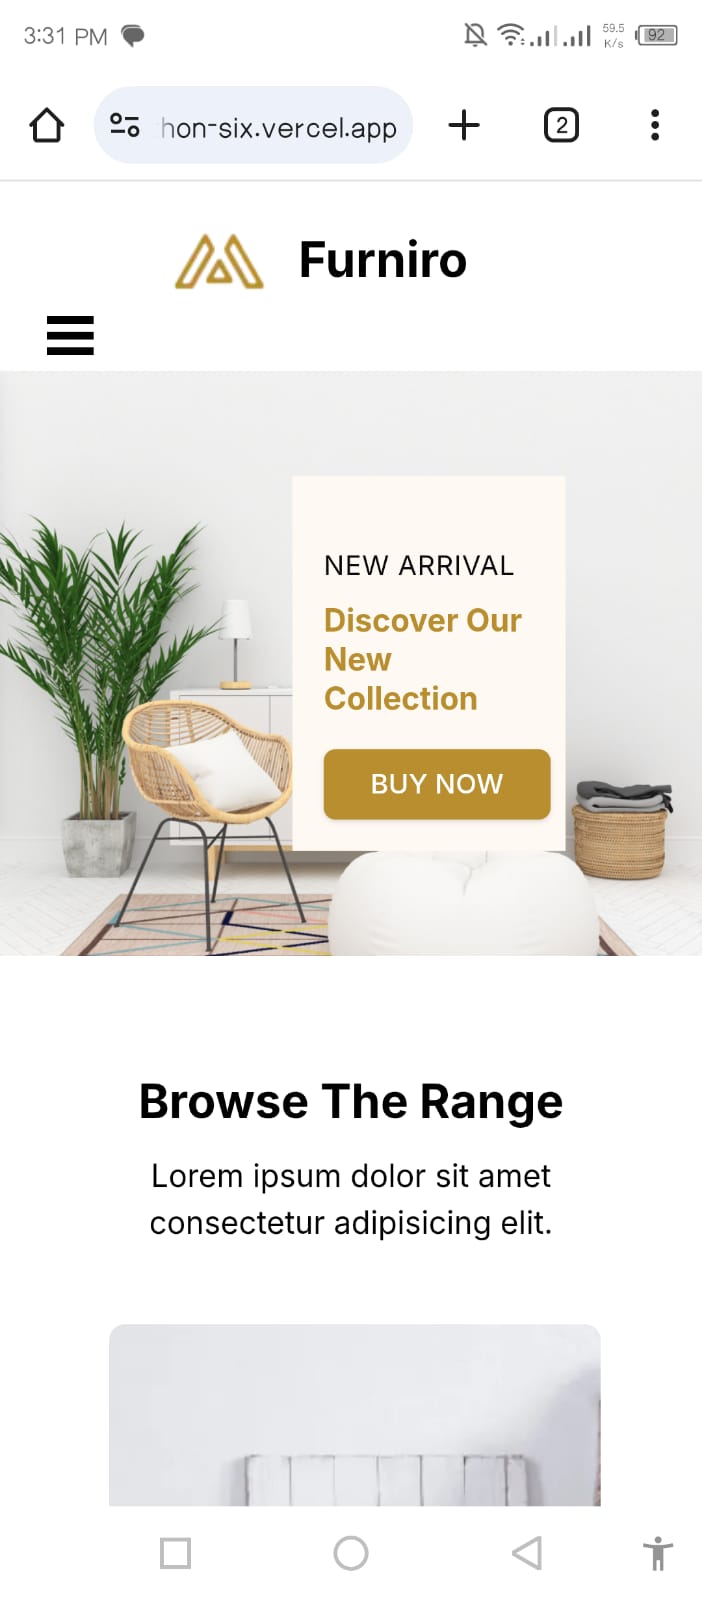 3:31 PM
59.5
K/s
92
hon-six.vercel.app
2
Furniro
NEW ARRIVAL
Discover Our
New
Collection
BUY NOW
Browse The Range
Lorem ipsum dolor sit amet
consectetur adipisicing elit.